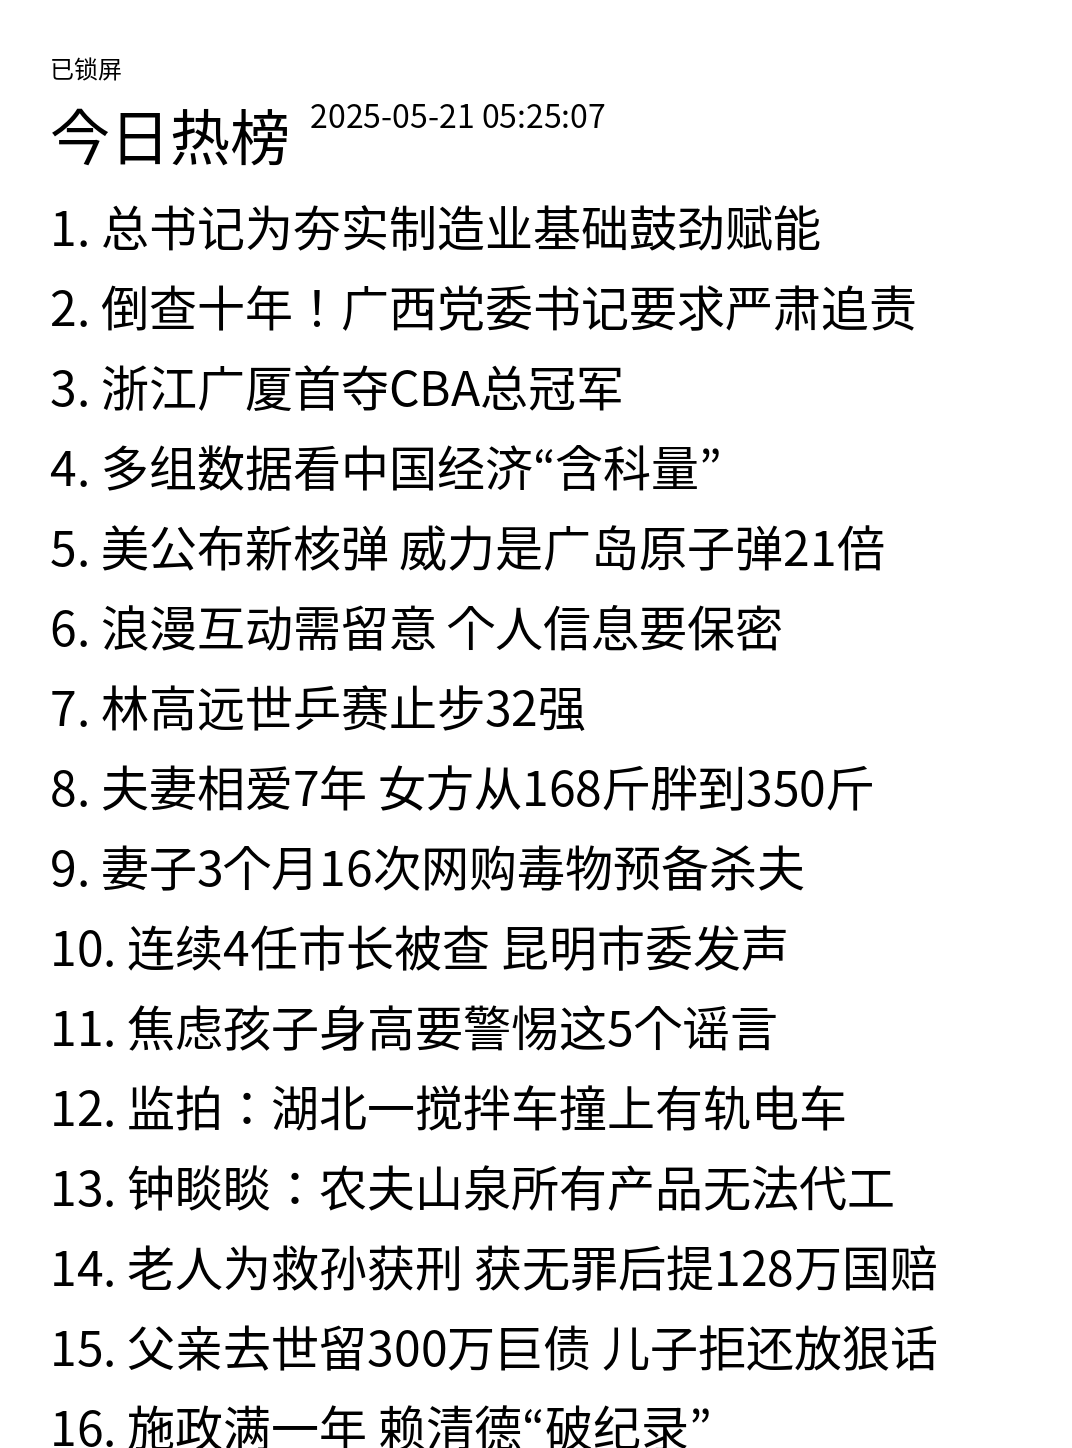 已锁屏
今日热榜 2025-05-21 05:25:07
1. 总书记为夯实制造业基础鼓劲赋能
2. 倒查十年！广西党委书记要求严肃追责
3. 浙江广厦首夺CBA总冠军
4. 多组数据看中国经济“含科量”
5. 美公布新核弹 威力是广岛原子弹21倍
6. 浪漫互动需留意 个人信息要保密
7. 林高远世乒赛止步32强
8. 夫妻相爱7年 女方从168斤胖到350斤
9. 妻子3个月16次网购毒物预备杀夫
10. 连续4任市长被查 昆明市委发声
11. 焦虑孩子身高要警惕这5个谣言
12. 监拍：湖北一搅拌车撞上有轨电车
13. 钟睒睒：农夫山泉所有产品无法代工
14. 老人为救孙获刑 获无罪后提128万国赔
15. 父亲去世留300万巨债 儿子拒还放狠话
16. 施政满一年 赖清德“破纪录”